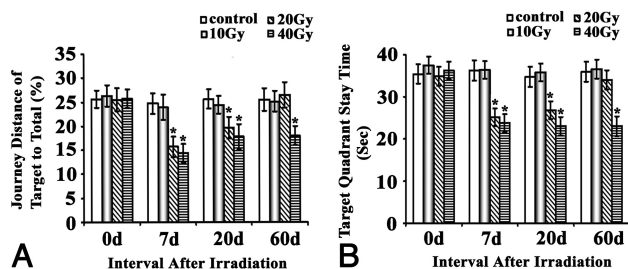 control 20Gy
10Gy 40Gy
Journey Distance of
Target to Total (%)
35
30
25
20
15
10
5
0
* * * * *
0d 7d 20d 60d
Interval After Irradiation
A
control 20Gy
10Gy 40Gy
Target Quadrant Stay Time
(Sec)
40
30
20
10
0
* * * * *
0d 7d 20d 60d
Interval After Irradiation
B